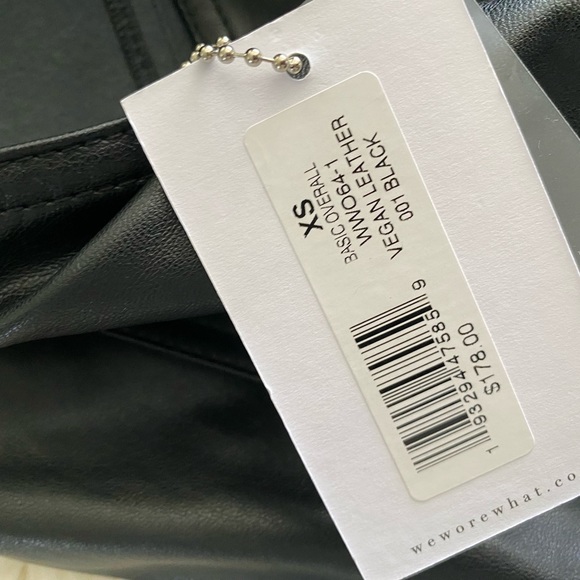 XS
BASIC OVERALL
WWO64-1
VEGAN LEATHER
001 BLACK
1 93294 47585 9
$178.00
weworewhat.co